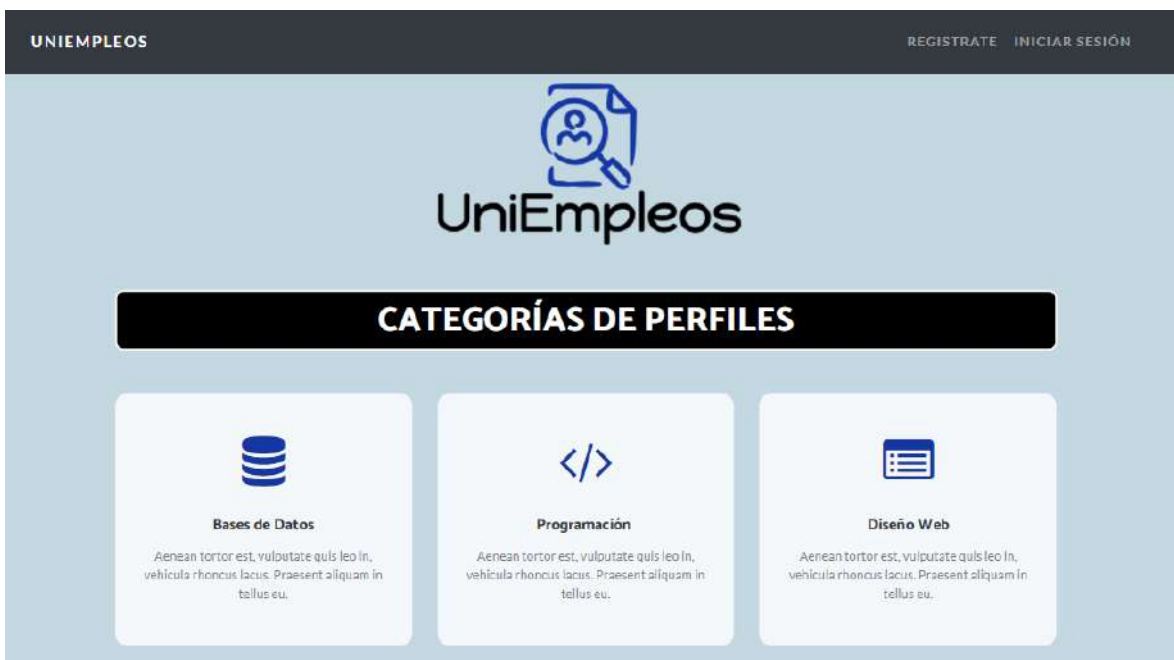 UNIEMPLEOS
REGISTRATE INICIAR SESIÓN
UniEmpleos
CATEGORÍAS DE PERFILES
Bases de Datos
Aenean tortor est, vulputate quis leo in,
vehicula rhoncus lacus. Praesent aliquam in
tellus eu.
Programación
Aenean tortor est, vulputate quis leo in,
vehicula rhoncus lacus. Praesent aliquam in
tellus eu.
Diseño Web
Aenean tortor est, vulputate quis leo in,
vehicula rhoncus lacus. Praesent aliquam in
tellus eu.